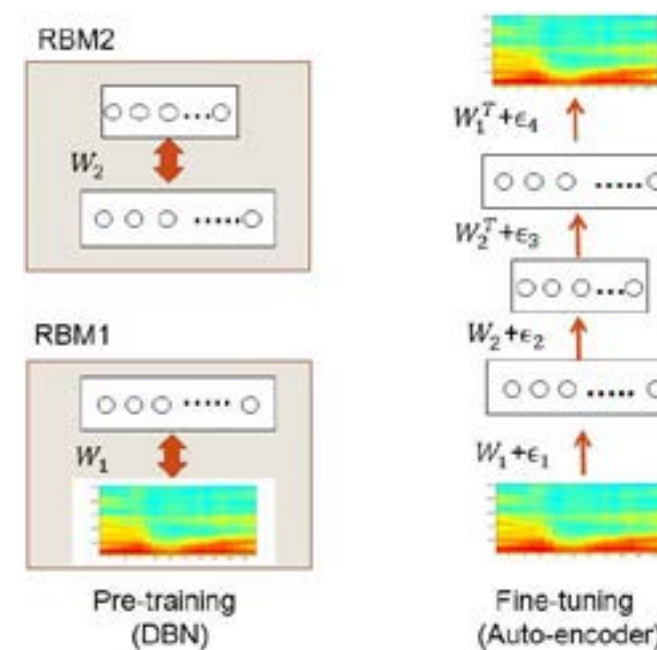 RBM2
W₂
RBM1
W₁
Pre-training
(DBN)
W₁ᵀ+ϵ₄
W₂ᵀ+ϵ₃
W₂+ϵ₂
W₁+ϵ₁
Fine-tuning
(Auto-encoder)